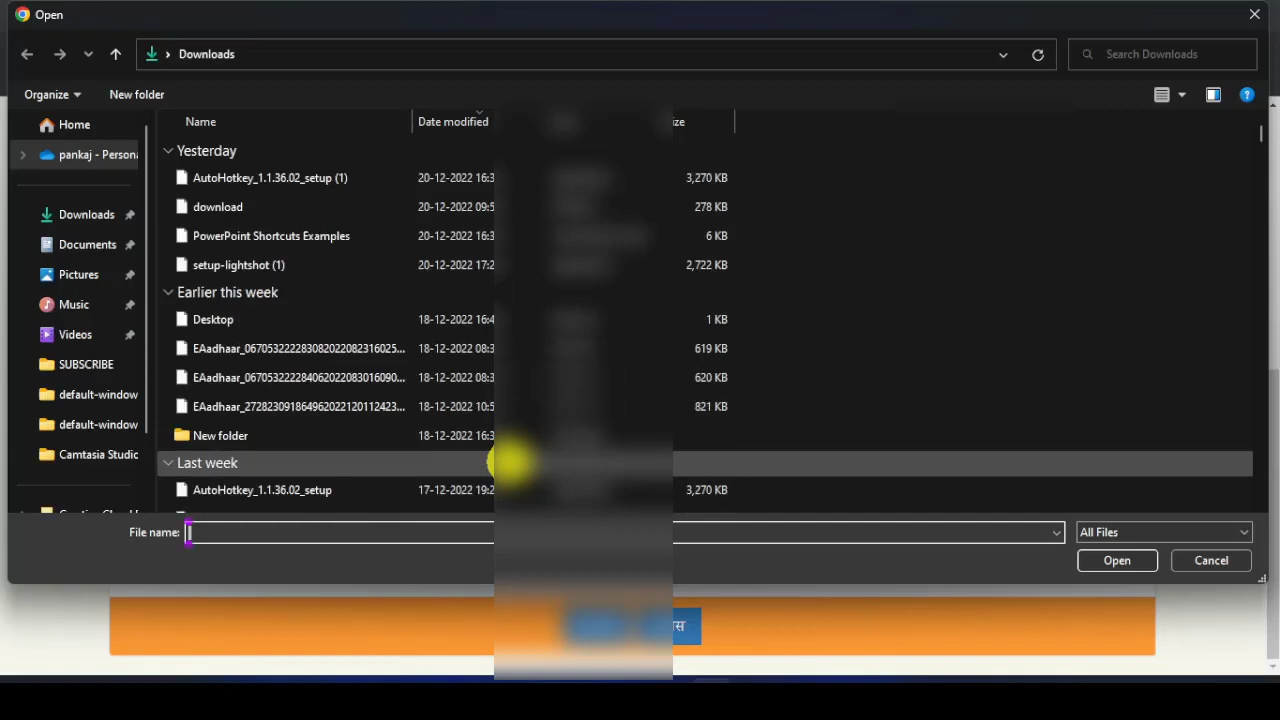 Open
Downloads
Search Downloads
Organize
New folder
Home
pankaj - Persona
Downloads
Documents
Pictures
Music
Videos
SUBSCRIBE
default-window
default-window
Camtasia Studio
Name Date modified ize
Yesterday
AutoHotkey_1.1.36.02_setup (1) 20-12-2022 16:3 3,270 KB
download 20-12-2022 09:5 278 KB
PowerPoint Shortcuts Examples 20-12-2022 16:3 6 KB
setup-lightshot (1) 20-12-2022 17:2 2,722 KB
Earlier this week
Desktop 18-12-2022 16:4 1 KB
EAadhaar_067053222283082022082316025... 18-12-2022 08:3 619 KB
EAadhaar_067053222284062022083016090... 18-12-2022 08:3 620 KB
EAadhaar_272823091864962022120112423... 18-12-2022 10:5 821 KB
New folder 18-12-2022 16:3
Last week
AutoHotkey_1.1.36.02_setup 17-12-2022 19:2 3,270 KB
File name:
All Files
Open
Cancel